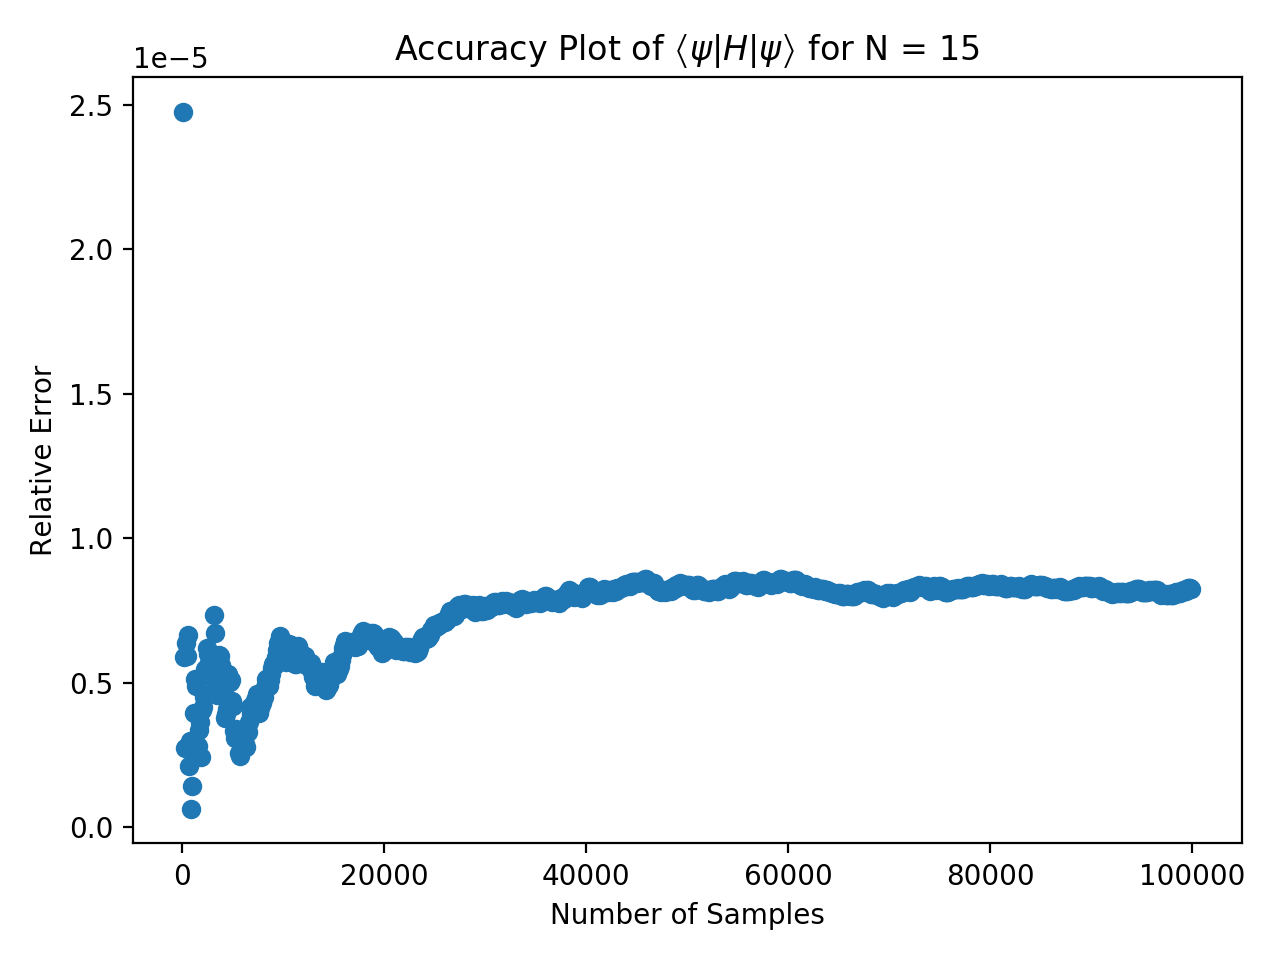 Accuracy Plot of ⟨ψ|H|ψ⟩ for N = 15
1e−5
2.5
2.0
1.5
1.0
0.5
0.0
Relative Error
0 20000 40000 60000 80000 100000
Number of Samples